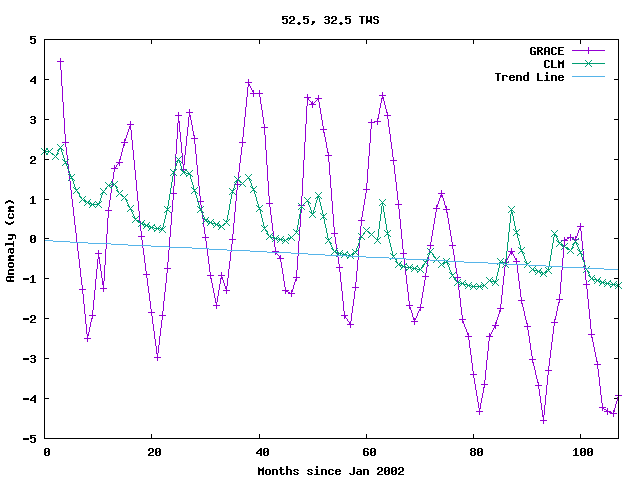 52.5, 32.5 TWS
GRACE
CLM
Trend Line
5
4
3
2
1
0
-1
-2
-3
-4
-5
Anomaly (cm)
0 20 40 60 80 100
Months since Jan 2002